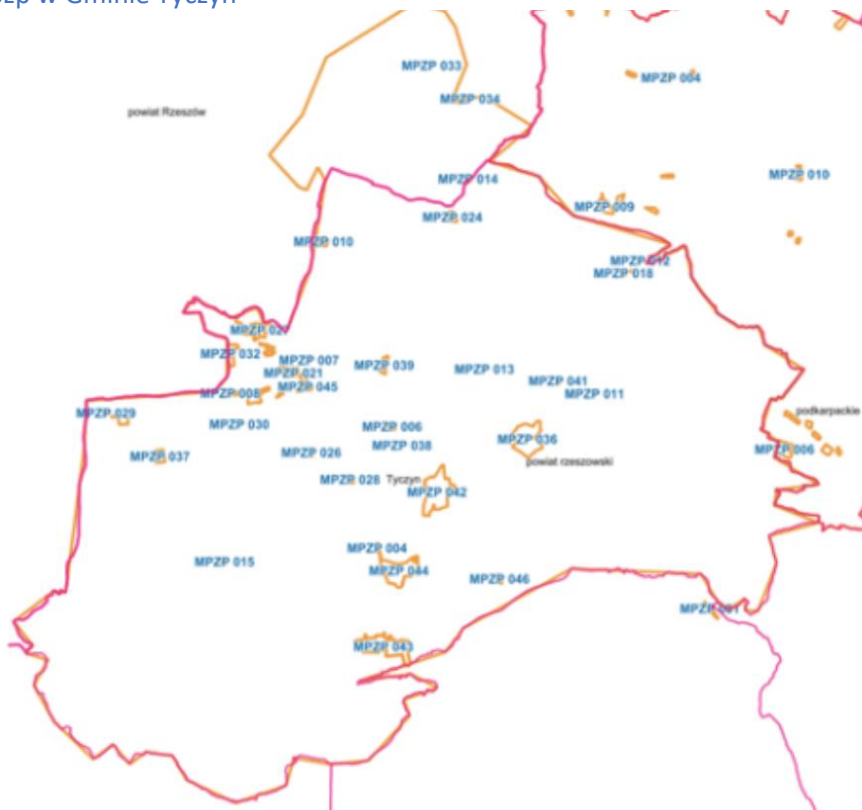 w Gminie Tyczyn
MPZP 033
MPZP 004
MPZP 034
powiat Rzeszów
MPZP 014
MPZP 010
MPZP 009
MPZP 024
MPZP 010
MPZP 012
MPZP 018
MPZP 027
MPZP 032
MPZP 007
MPZP 039
MPZP 021
MPZP 013
MPZP 045
MPZP 041
MPZP 008
MPZP 011
MPZP 029
podkarpackie
MPZP 030
MPZP 006
MPZP 036
MPZP 038
MPZP 006
MPZP 026
MPZP 037
powiat rzeszowski
MPZP 028
Tyczyn
MPZP 042
MPZP 004
MPZP 015
MPZP 044
MPZP 046
MPZP 043